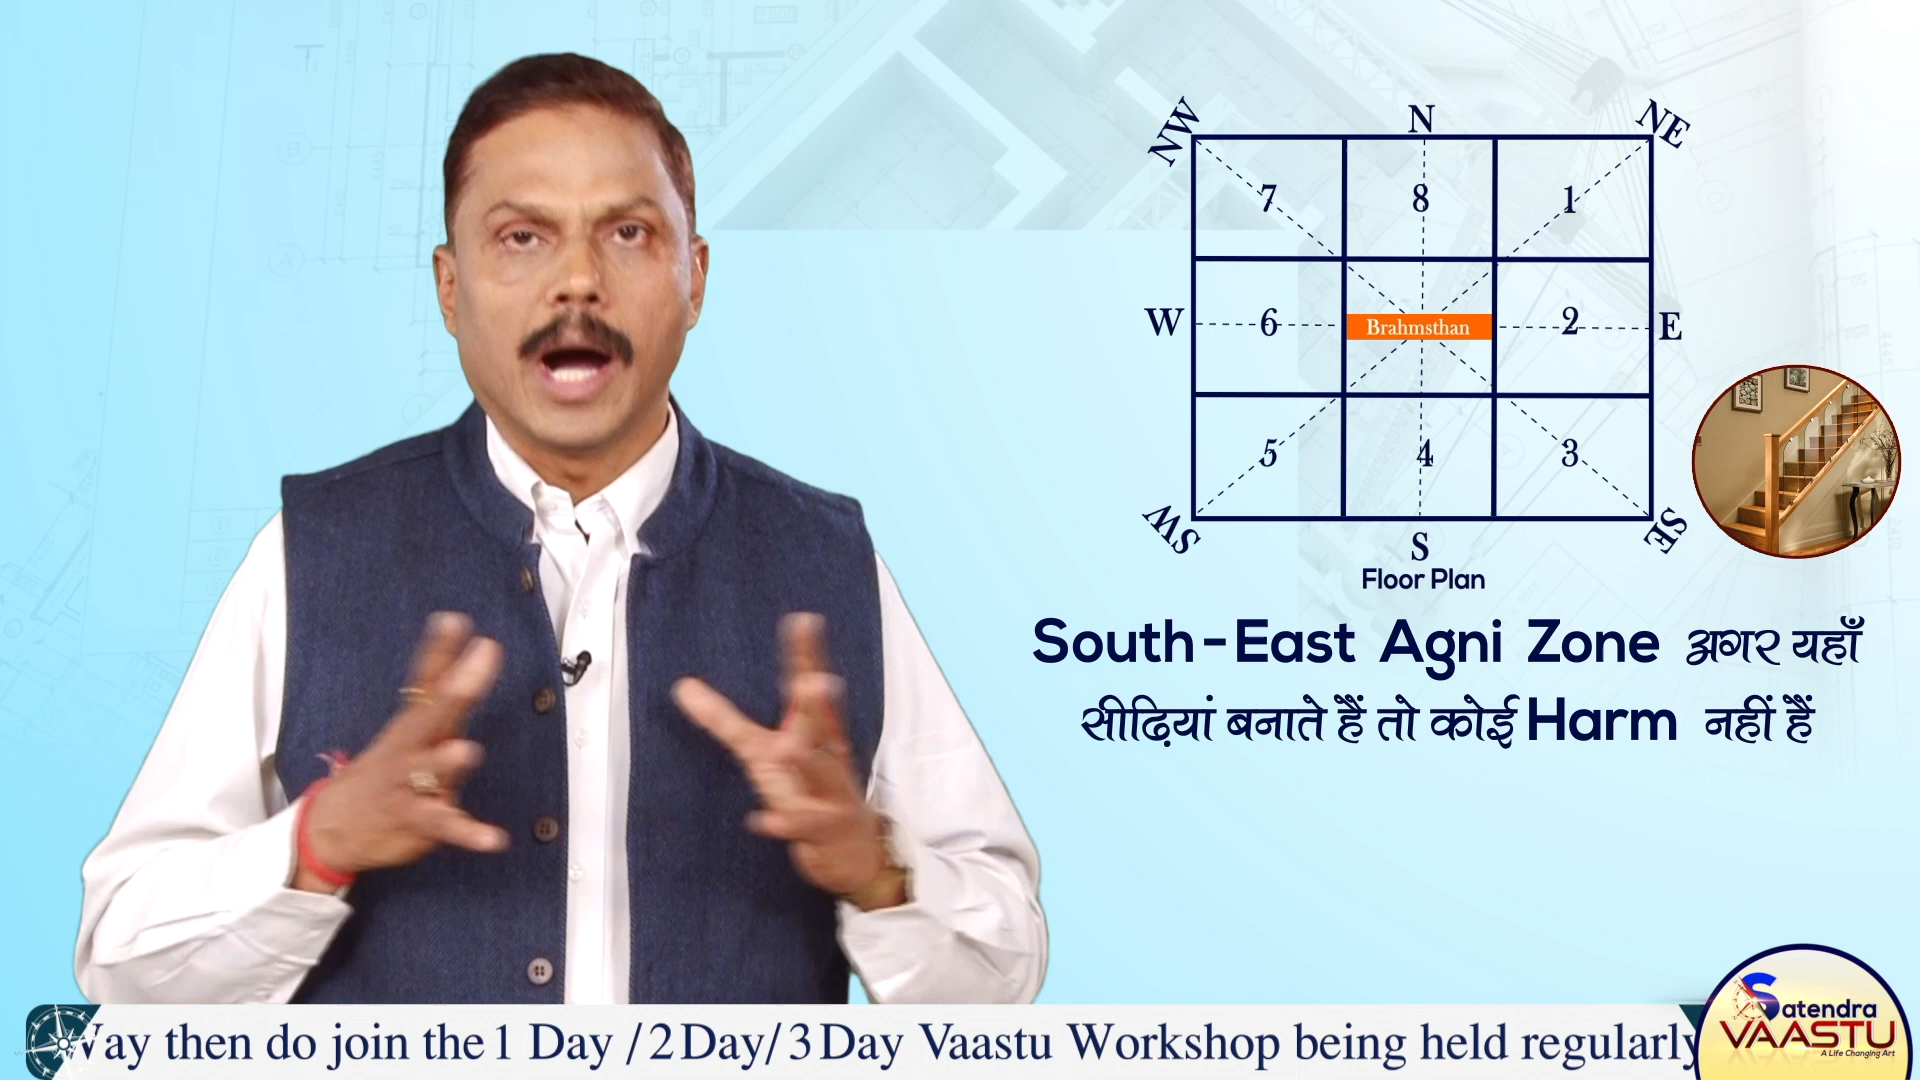 N
NW
NE
7 8 1
W 6 Brahmsthan 2 E
5 4 3
SW
SE
S
Floor Plan
South-East Agni Zone अगर यहाँ
सीढ़ियां बनाते हैं तो कोई Harm नहीं हैं
Way then do join the 1 Day / 2 Day/ 3 Day Vaastu Workshop being held regularly
Satendra
VAASTU
A Life Changing Art